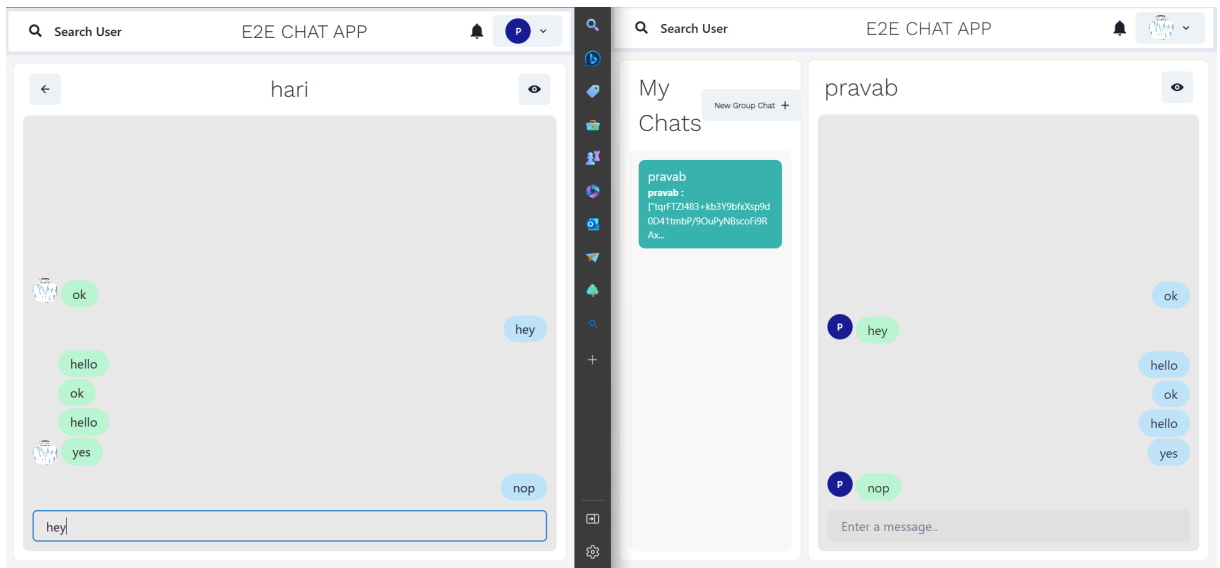 Search User
E2E CHAT APP
P
hari
ok
hey
hello
ok
hello
yes
nop
hey
Search User
E2E CHAT APP
My
Chats
New Group Chat +
pravab
pravab :
["tqrFTZI483+kb3Y9bfxXsp9d
0D41tmbP/9OuPyNBscoFi9R
Ax...
pravab
ok
P
hey
hello
ok
hello
yes
P
nop
Enter a message..